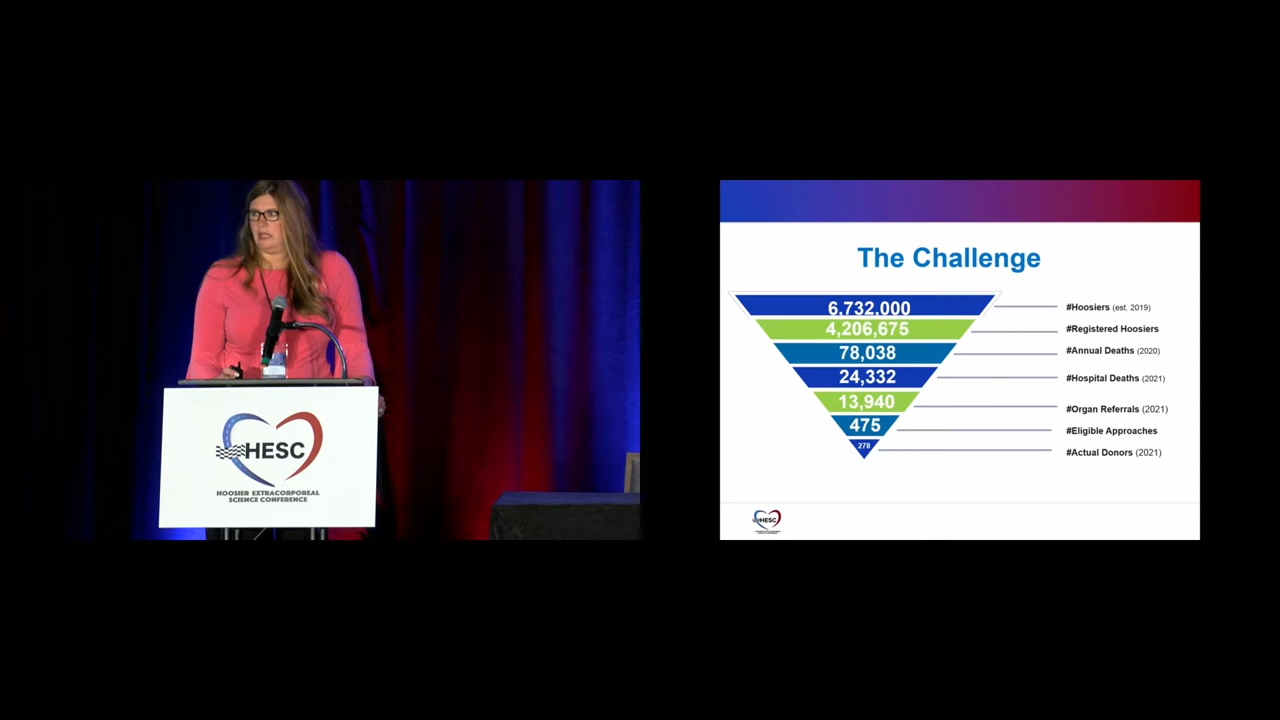 HESC
HOOSIER EXTRACORPOREAL
SCIENCE CONFERENCE
The Challenge
6,732,000 #Hoosiers (est. 2019)
4,206,675 #Registered Hoosiers
78,038 #Annual Deaths (2020)
24,332 #Hospital Deaths (2021)
13,940 #Organ Referrals (2021)
475 #Eligible Approaches
278 #Actual Donors (2021)
HESC